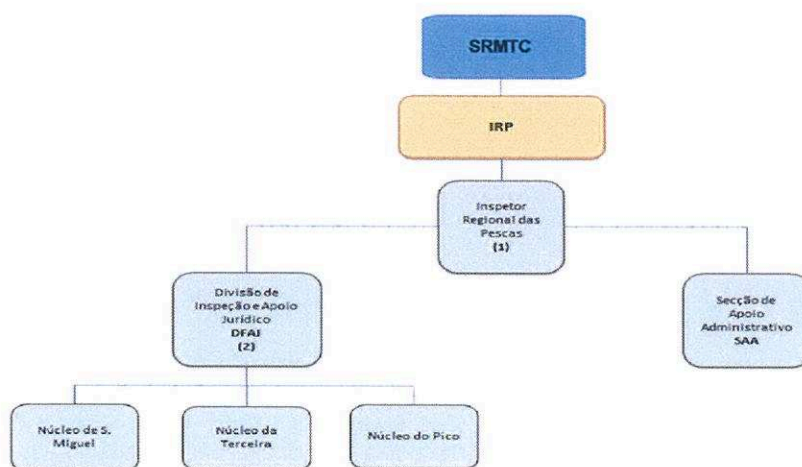 SRMTC
IRP
Inspetor
Regional das
Pescas
(1)
Divisão de
Inspeção e Apoio
Jurídico
DFAJ
(2)
Secção de
Apoio
Administrativo
SAA
Núcleo de S.
Miguel
Núcleo da
Terceira
Núcleo do Pico